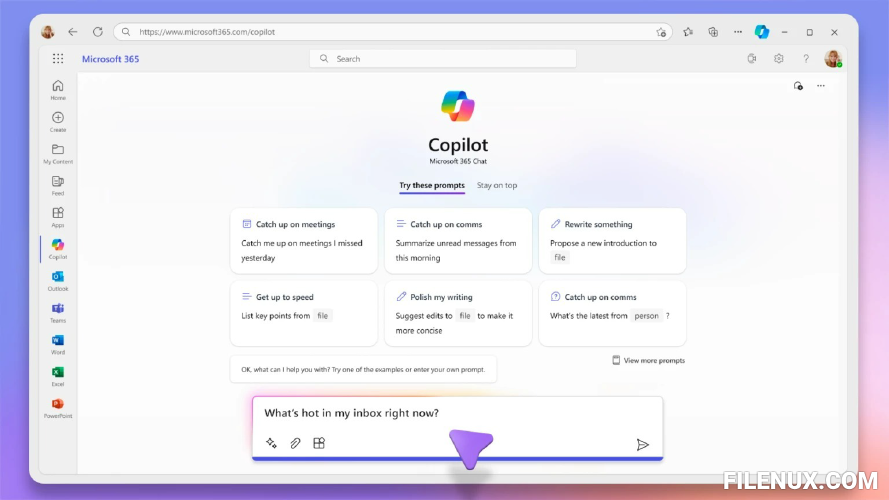 https://www.microsoft365.com/copilot
Microsoft 365
Search
?
Home
Create
My Content
Feed
Apps
Copilot
Outlook
Teams
Word
Excel
PowerPoint
Copilot
Microsoft 365 Chat
Try these prompts
Stay on top
Catch up on meetings
Catch me up on meetings I missed
yesterday
Catch up on comms
Summarize unread messages from
this morning
Rewrite something
Propose a new introduction to
file
Get up to speed
List key points from file
Polish my writing
Suggest edits to file to make it
more concise
Catch up on comms
What's the latest from person ?
View more prompts
OK, what can I help you with? Try one of the examples or enter your own prompt.
What's hot in my inbox right now?
FILENUX.COM